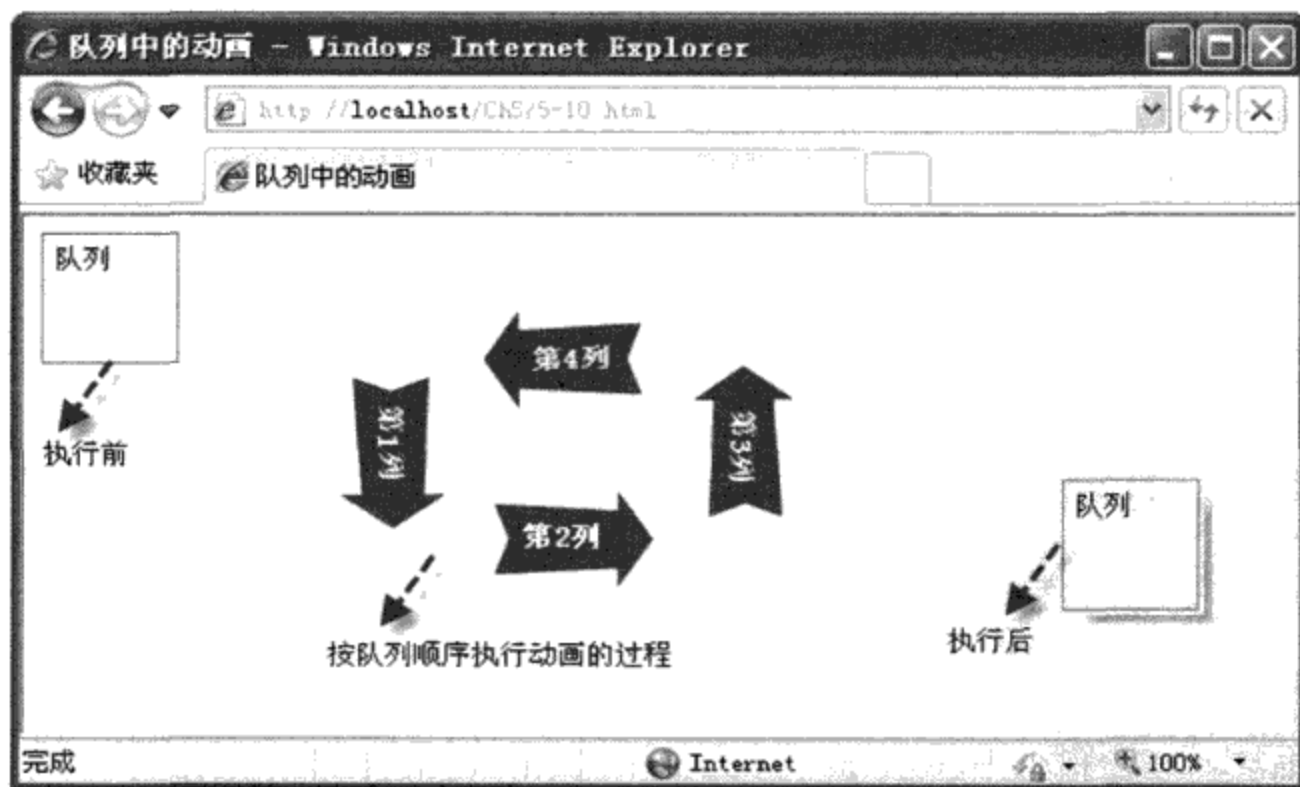 队列中的动画 - Windows Internet Explorer
http //localhost/Ch5/5-10 html
收藏夹
队列中的动画
队列
执行前
第4列
第1列
第3列
第2列
队列
按队列顺序执行动画的过程
执行后
完成
Internet
100%